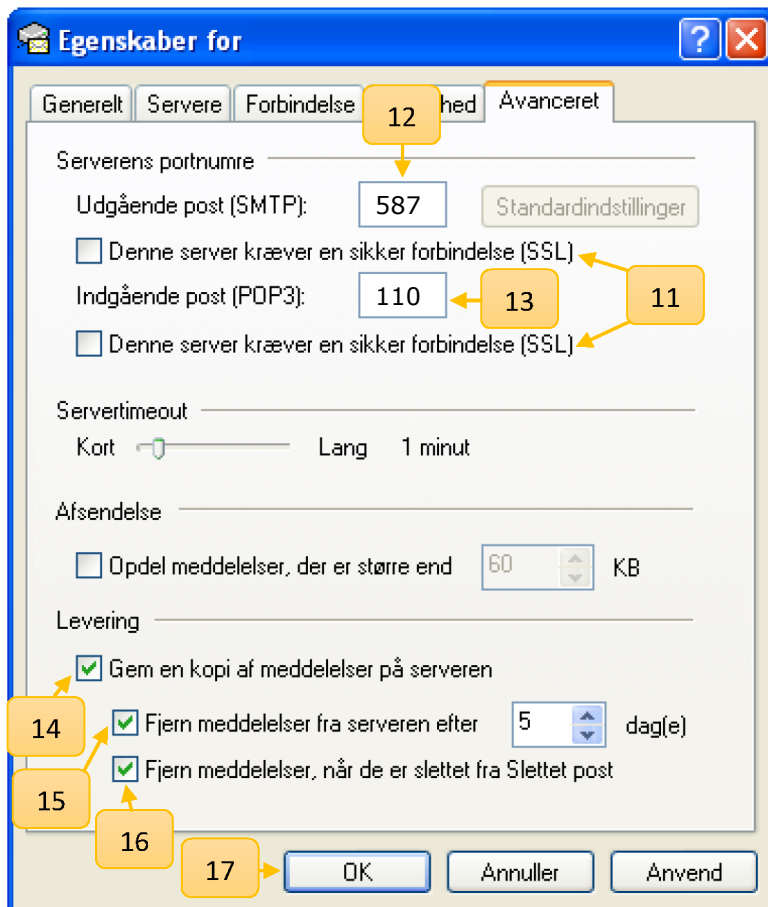 Egenskaber for
Generelt Servere Forbindelse hed Avanceret
12
Serverens portnumre
Udgående post (SMTP): 587 Standardindstillinger
Denne server kræver en sikker forbindelse (SSL)
Indgående post (POP3): 110 13 11
Denne server kræver en sikker forbindelse (SSL)
Servertimeout
Kort Lang 1 minut
Afsendelse
Opdel meddelelser, der er større end 60 KB
Levering
Gem en kopi af meddelelser på serveren
14 Fjern meddelelser fra serveren efter 5 dag(e)
15 Fjern meddelelser, når de er slettet fra Slettet post
16
17 OK Annuller Anvend